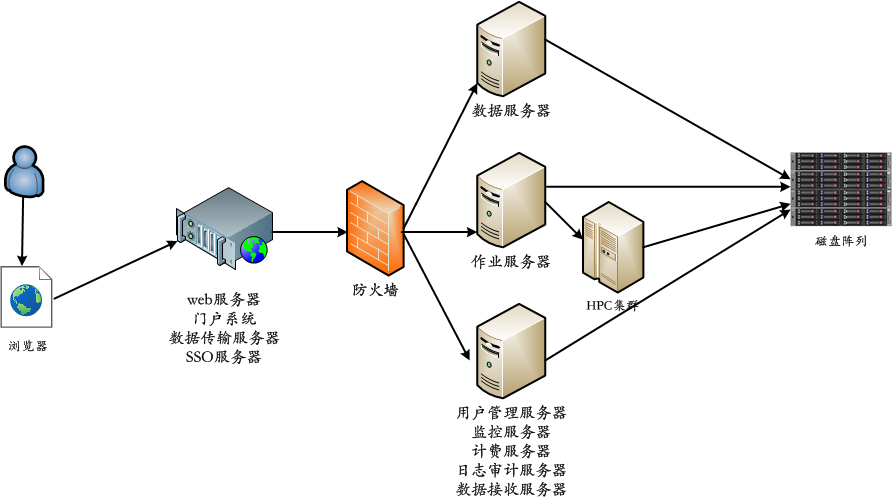 数据服务器
磁盘阵列
作业服务器
防火墙
web服务器
门户系统
数据传输服务器
SSO服务器
HPC集群
浏览器
用户管理服务器
监控服务器
计费服务器
日志审计服务器
数据接收服务器